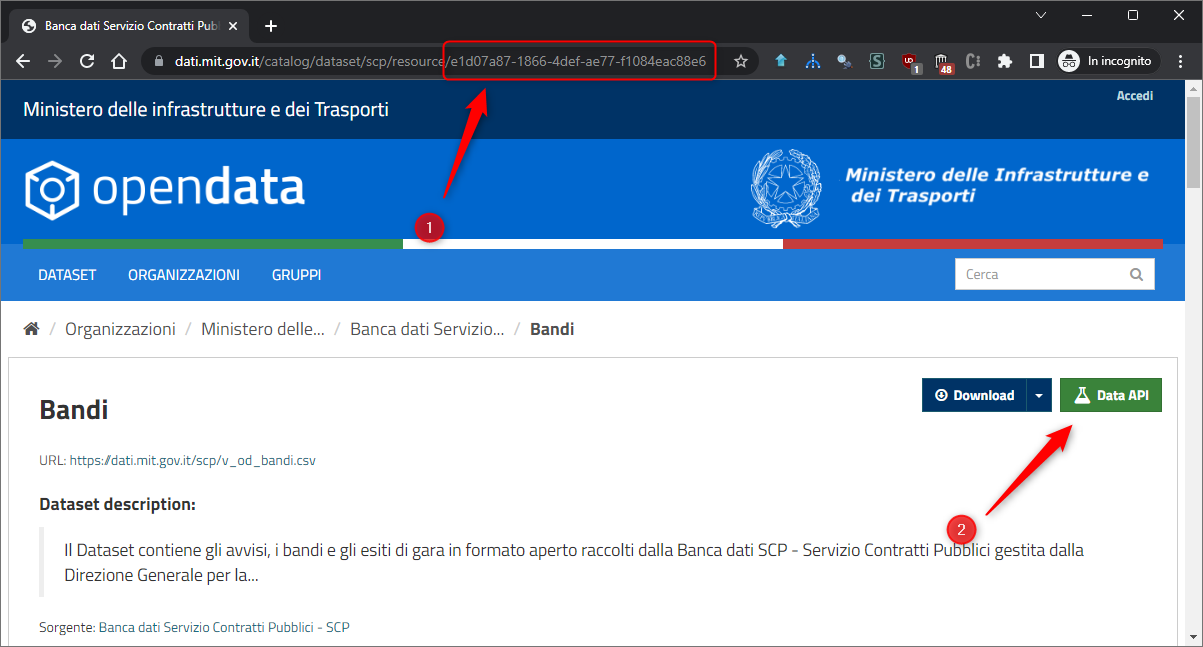 Banca dati Servizio Contratti Pub
dati.mit.gov.it/catalog/dataset/scp/resource/e1d07a87-1866-4def-ae77-f1084eac88e6
S
1
48
In incognito
Ministero delle infrastrutture e dei Trasporti
Accedi
opendata
Ministero delle Infrastrutture e
dei Trasporti
1
DATASET ORGANIZZAZIONI GRUPPI
Cerca
/ Organizzazioni / Ministero delle... / Banca dati Servizio... / Bandi
Download
Data API
Bandi
URL: https://dati.mit.gov.it/scp/v_od_bandi.csv
Dataset description:
2
Il Dataset contiene gli avvisi, i bandi e gli esiti di gara in formato aperto raccolti dalla Banca dati SCP - Servizio Contratti Pubblici gestita dalla
Direzione Generale per la...
Sorgente: Banca dati Servizio Contratti Pubblici - SCP